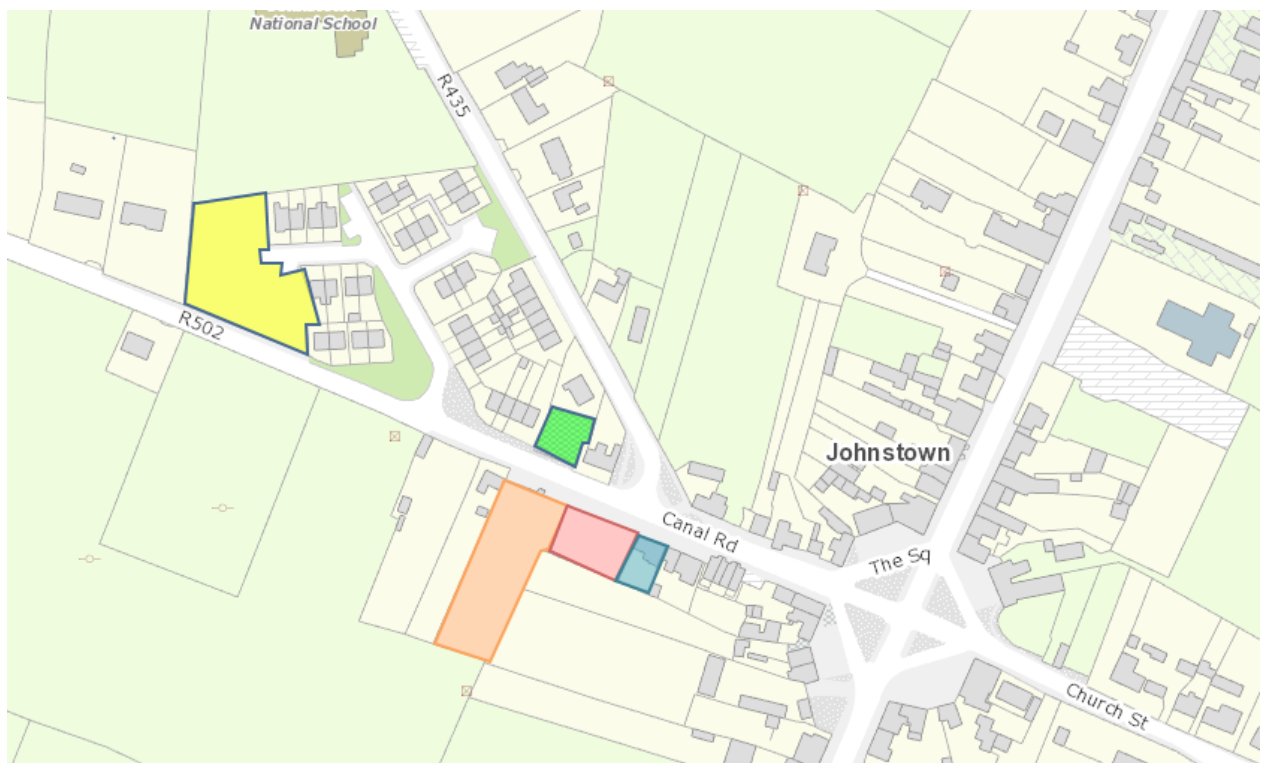 National School
R435
R502
Johnstown
Canal Rd
The Sq
Church St